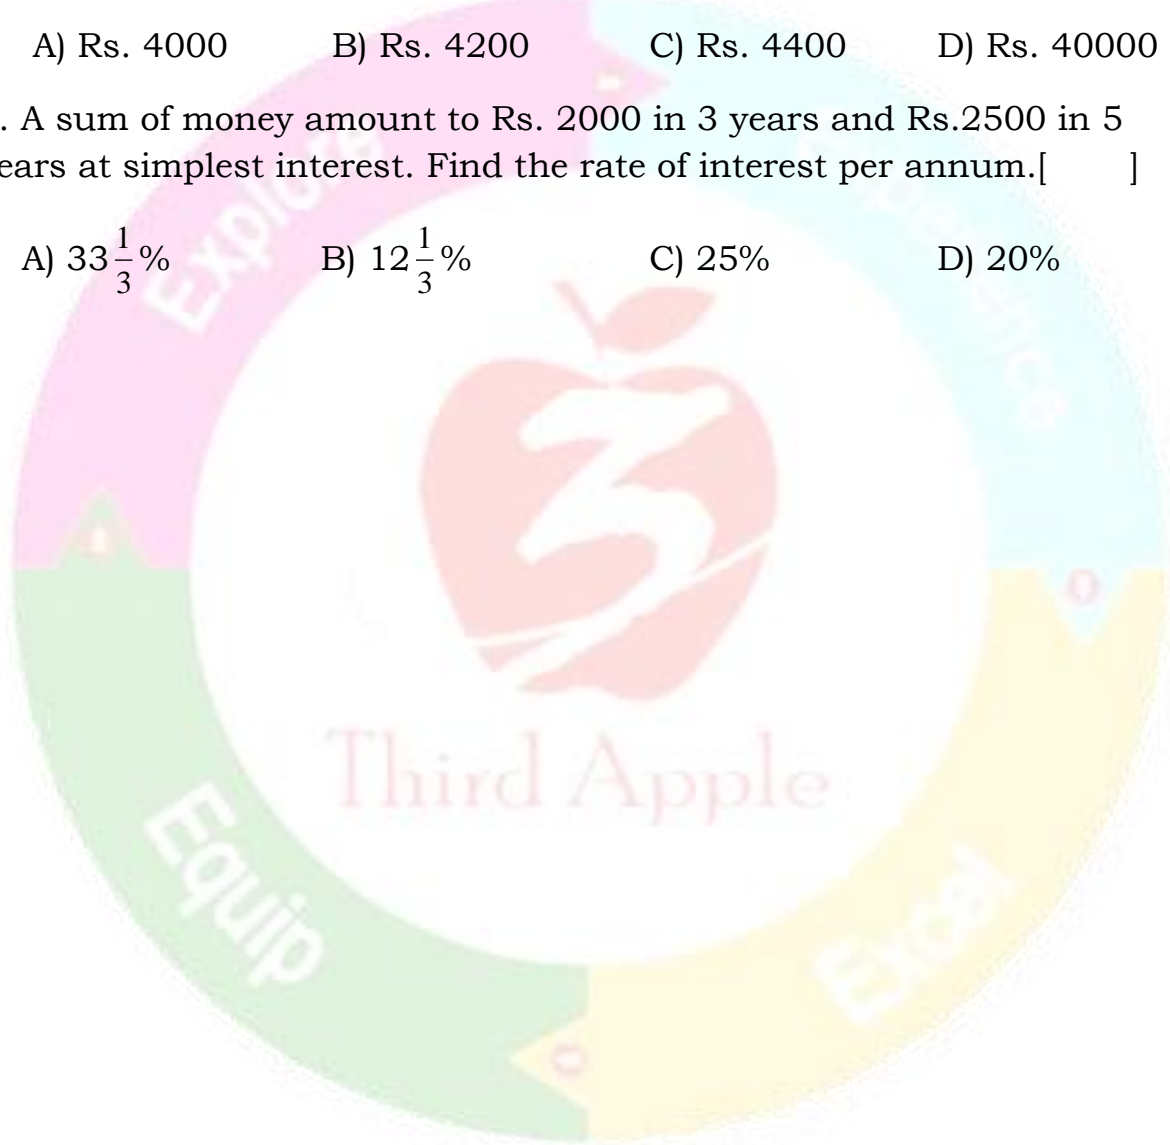 A) Rs. 4000 B) Rs. 4200 C) Rs. 4400 D) Rs. 40000
. A sum of money amount to Rs. 2000 in 3 years and Rs.2500 in 5
ears at simplest interest. Find the rate of interest per annum.[ ]
A) 33 1/3 % B) 12 1/3 % C) 25% D) 20%
Explore
Experience
3
Third Apple
Equip
Excel